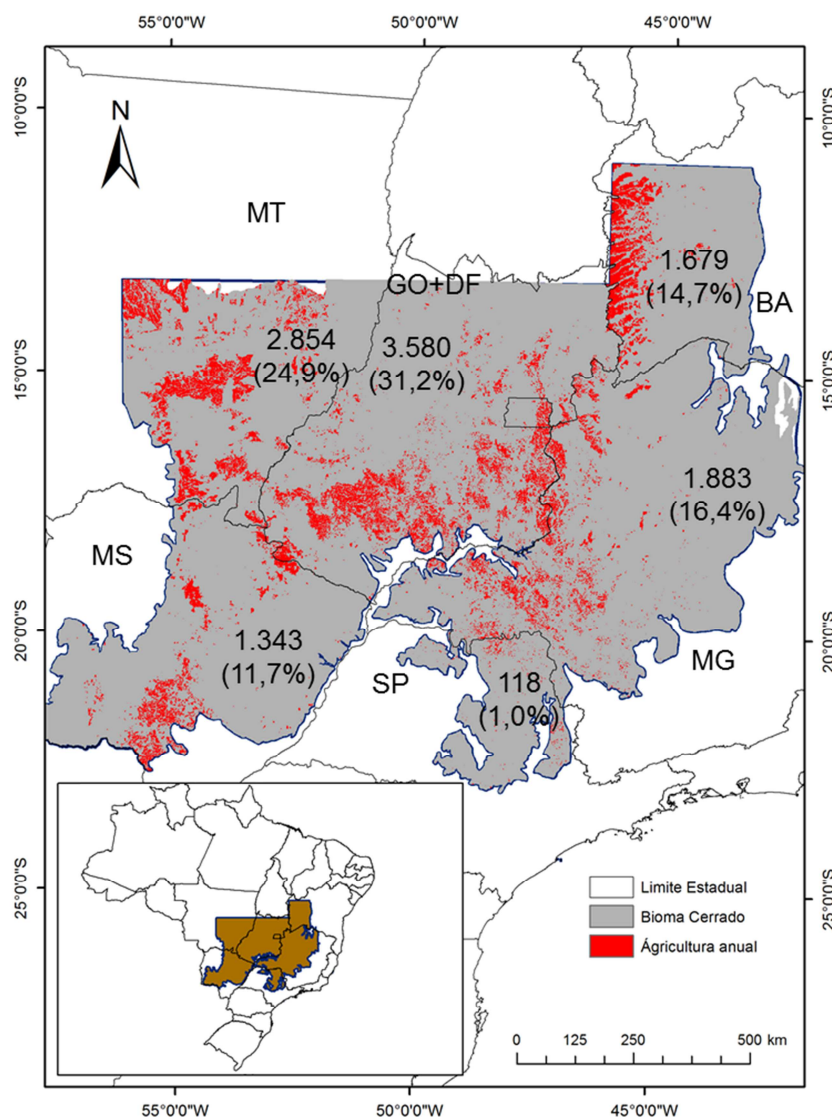 55°0'0"W 50°0'0"W 45°0'0"W
10°0'0"S
10°0'0"S
N
MT
GO+DF
1.679
(14,7%)
BA
2.854
(24,9%)
3.580
(31,2%)
15°0'0"S
15°0'0"S
1.883
(16,4%)
MS
1.343
(11,7%)
20°0'0"S
20°0'0"S
SP
118
(1,0%)
MG
25°0'0"S
25°0'0"S
Limite Estadual
Bioma Cerrado
Ágricultura anual
0 125 250 500 km
55°0'0"W 50°0'0"W 45°0'0"W